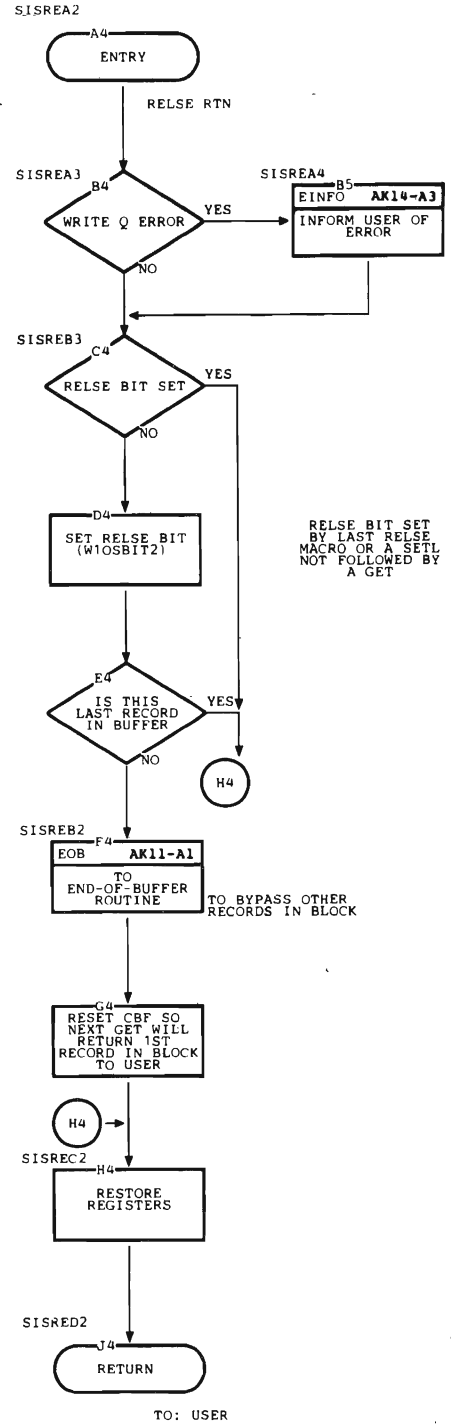 SISREA2
A4
ENTRY
RELSE RTN
SISREA3
B4
WRITE Q ERROR
YES
NO
SISREA4
B5
EINFO AK14-A3
INFORM USER OF
ERROR
SISREB3
C4
RELSE BIT SET
YES
NO
D4
SET RELSE BIT
(W1OSBIT2)
RELSE BIT SET
BY LAST RELSE
MACRO OR A SETL
NOT FOLLOWED BY
A GET
E4
IS THIS
LAST RECORD
IN BUFFER
YES
NO
H4
SISREB2
F4
EOB AK11-A1
TO
END-OF-BUFFER
ROUTINE
TO BYPASS OTHER
RECORDS IN BLOCK
G4
RESET CBF SO
NEXT GET WILL
RETURN 1ST
RECORD IN BLOCK
TO USER
H4
SISREC2
H4
RESTORE
REGISTERS
SISRED2
J4
RETURN
TO: USER